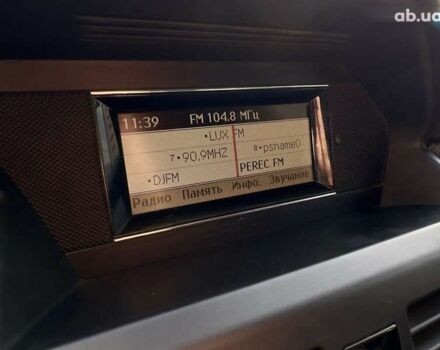 ab.ua
11:39 FM 104.8 МГц
•LUX FM
7•90,9MHZ 8•psname0
•DJFM PEREC FM
Радио Память Инфо. Звучание